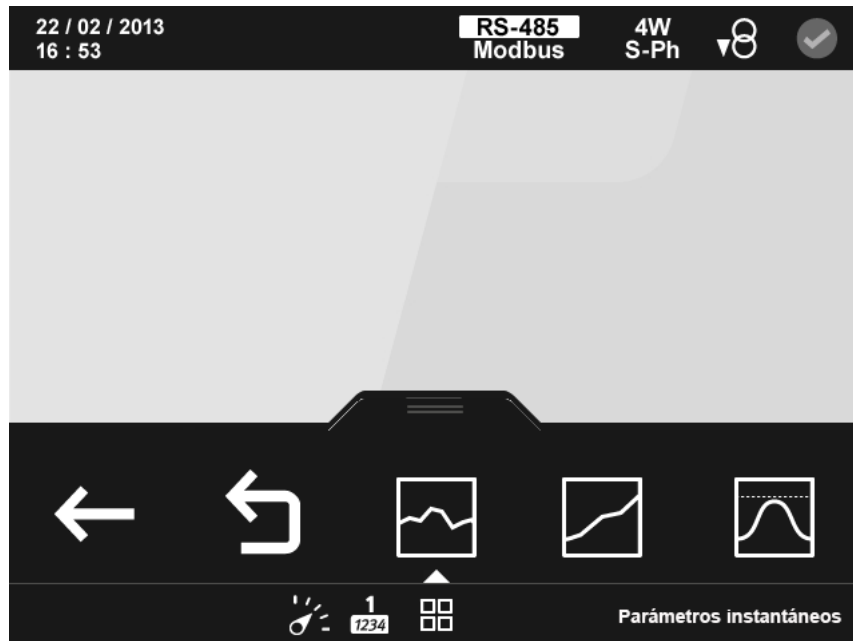 22 / 02 / 2013
16 : 53
RS-485
Modbus
4W
S-Ph
1
1234
Parámetros instantáneos